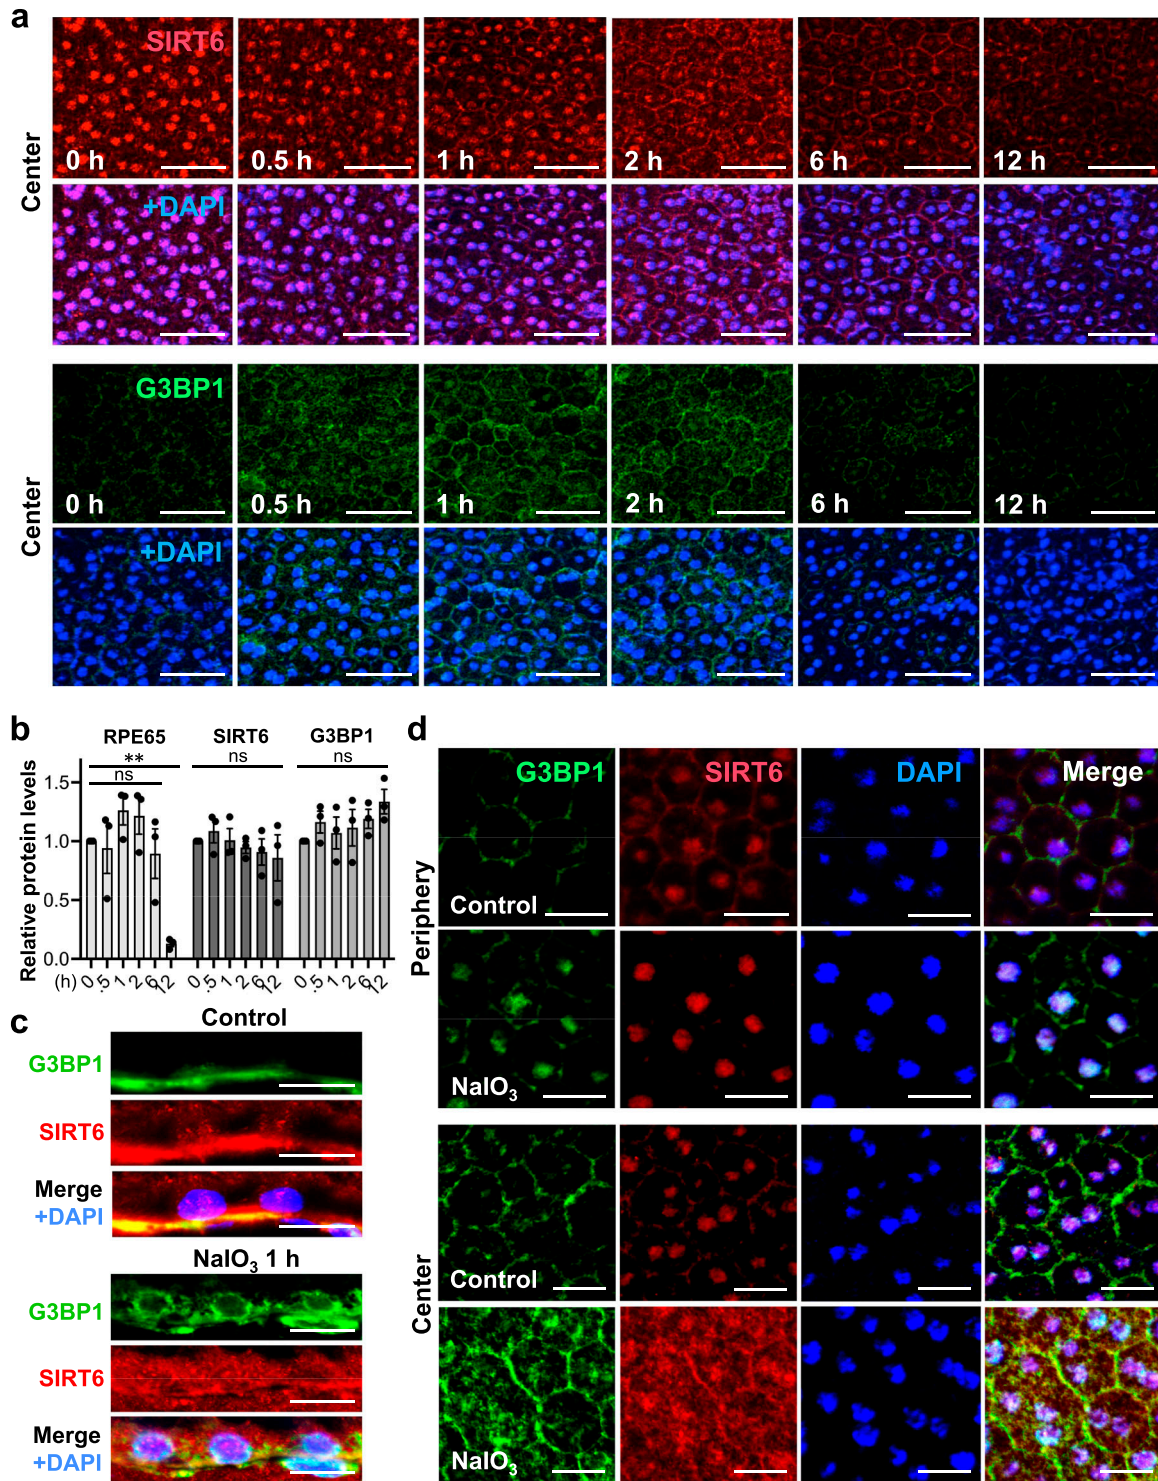 a
SIRT6
0 h 0.5 h 1 h 2 h 6 h 12 h
Center
+DAPI
G3BP1
0 h 0.5 h 1 h 2 h 6 h 12 h
Center
+DAPI
b
RPE65 SIRT6 G3BP1
** ns ns
ns
Relative protein levels
1.5
1.0
0.5
0.0
(h) 0 .5 1 2 6 12 0 .5 1 2 6 12 0 .5 1 2 6 12
c
Control
G3BP1
SIRT6
Merge
+DAPI
NaIO₃ 1 h
G3BP1
SIRT6
Merge
+DAPI
d
G3BP1 SIRT6 DAPI Merge
Periphery
Control
NaIO₃
Center
Control
NaIO₃